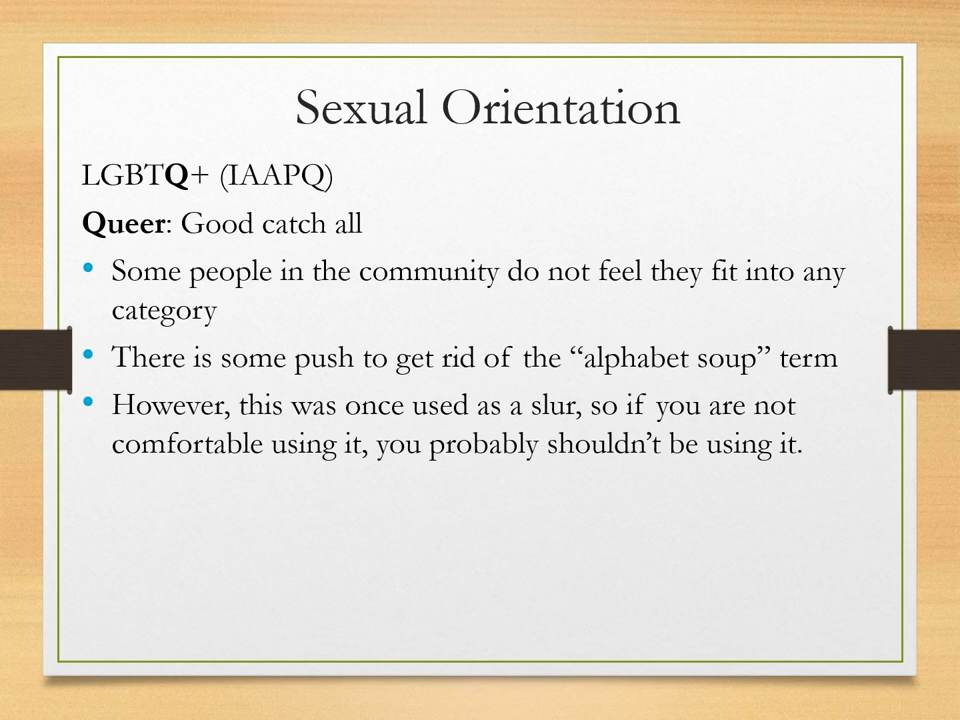 Sexual Orientation
LGBTQ+ (IAAPQ)
Queer: Good catch all
• Some people in the community do not feel they fit into any
category
• There is some push to get rid of the “alphabet soup” term
• However, this was once used as a slur, so if you are not
comfortable using it, you probably shouldn’t be using it.